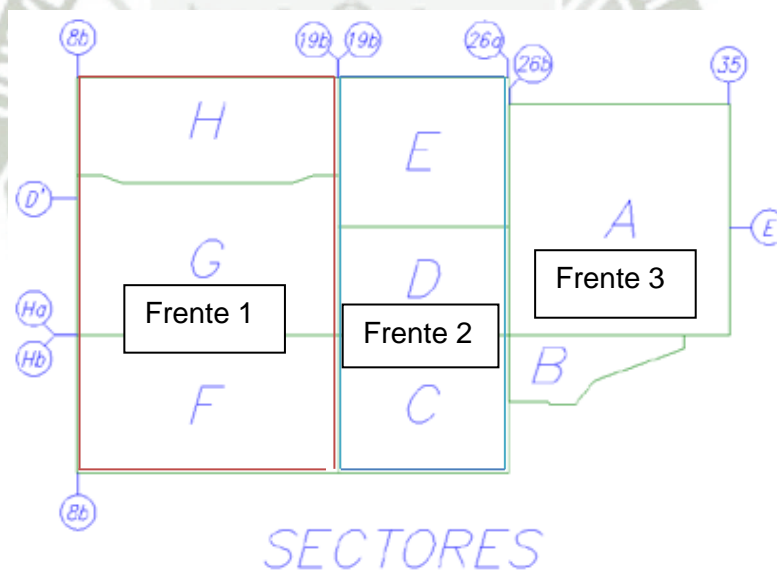 8b 19b 19b 26a 26b 35
H
E
D'
A
E
G
D
Frente 3
Frente 1
Ha
Frente 2
Hb
B
F
C
8b
SECTORES